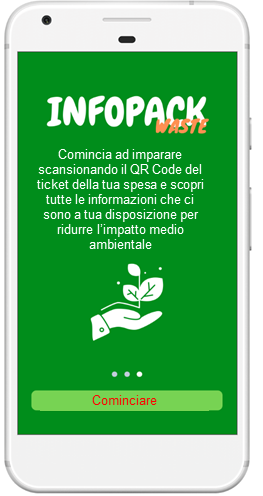 INFOPACK
WASTE
Comincia ad imparare
scansionando il QR Code del
ticket della tua spesa e scopri
tutte le informazioni che ci
sono a tua disposizione per
ridurre l'impatto medio
ambientale
Cominciare